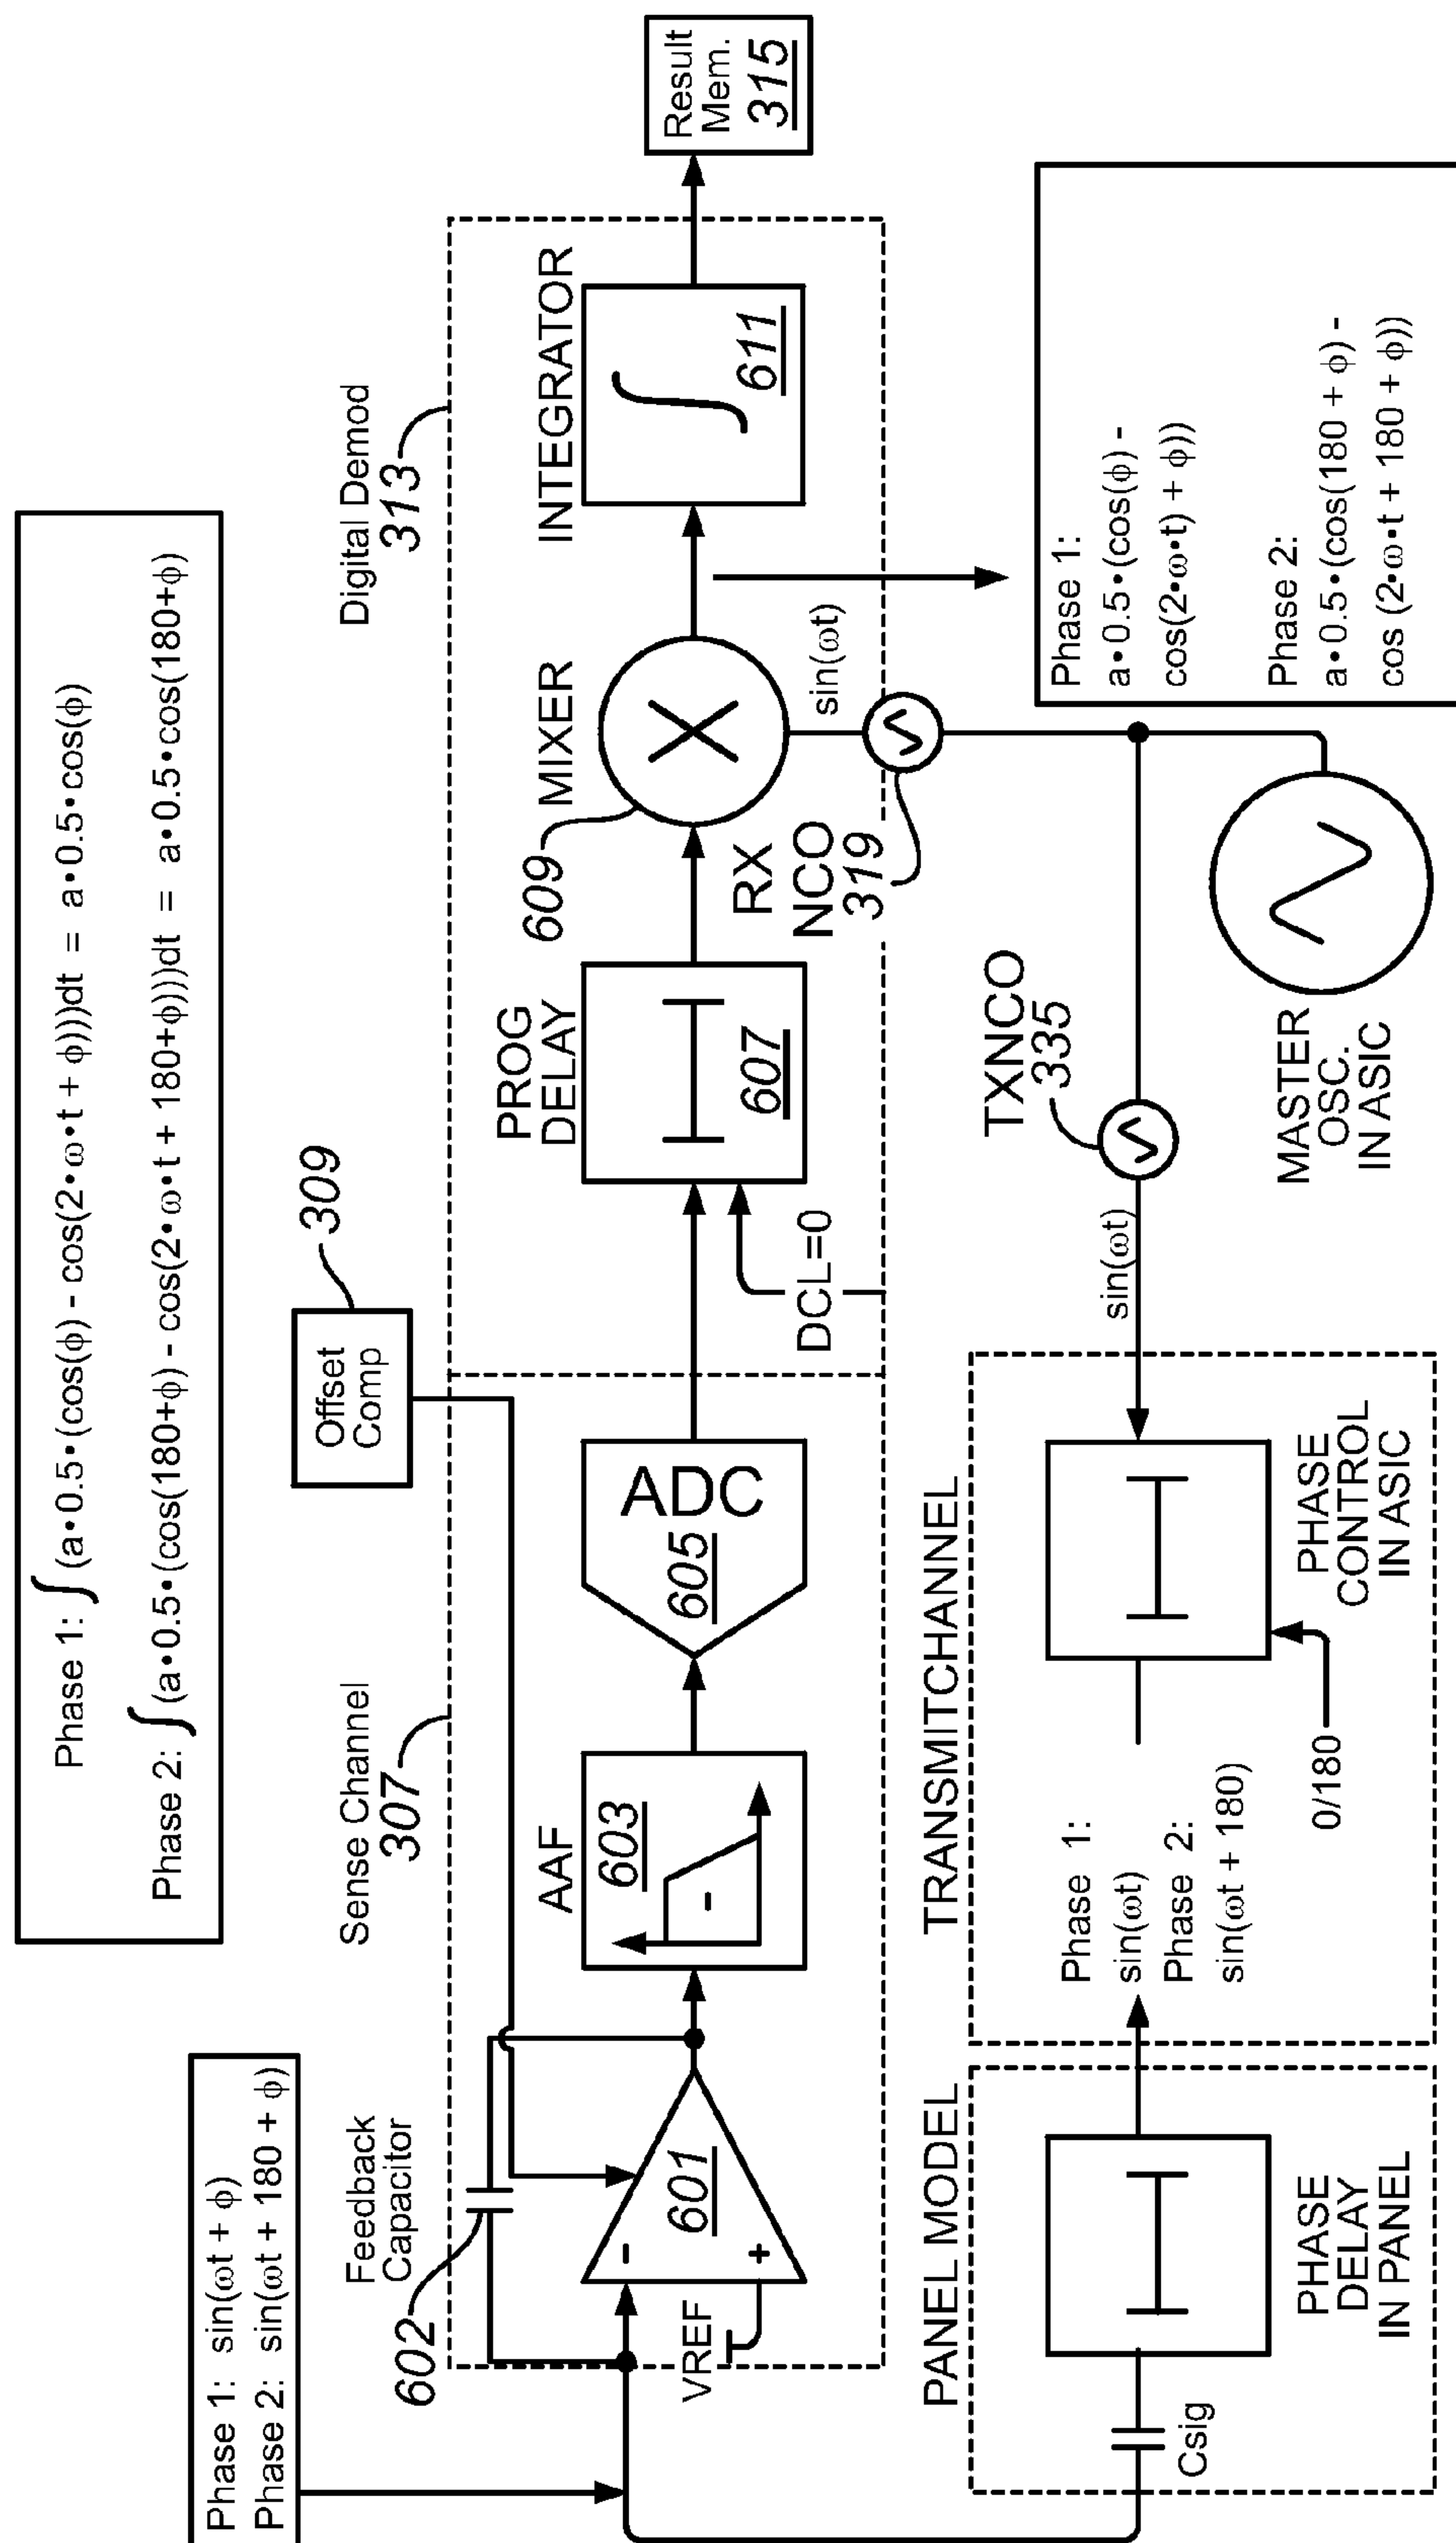 Phase 1: ∫(a•0.5•(cos(ϕ) - cos(2•ω•t + ϕ)))dt = a•0.5•cos(ϕ)
Phase 2: ∫(a•0.5•(cos(180+ϕ) - cos(2•ω•t + 180+ϕ)))dt = a•0.5•cos(180+ϕ)
Phase 1: sin(ωt + ϕ)
Phase 2: sin(ωt + 180 + ϕ)
Feedback
Capacitor
602
Sense Channel
307
Offset
Comp
309
Digital Demod
313
601
-
+
VREF
AAF
603
-
ADC
605
PROG
DELAY
607
DCL=0
MIXER
609
INTEGRATOR
∫
611
Result
Mem.
315
RX
NCO
319
sin(ωt)
Phase 1:
a•0.5•(cos(ϕ) -
cos(2•ω•t) + ϕ))
Phase 2:
a•0.5•(cos(180 + ϕ) -
cos (2•ω•t + 180 + ϕ))
PANEL MODEL
Csig
PHASE
DELAY
IN PANEL
TRANSMITCHANNEL
Phase 1:
sin(ωt)
Phase 2:
sin(ωt + 180)
0/180
PHASE
CONTROL
IN ASIC
sin(ωt)
TXNCO
335
MASTER
OSC.
IN ASIC